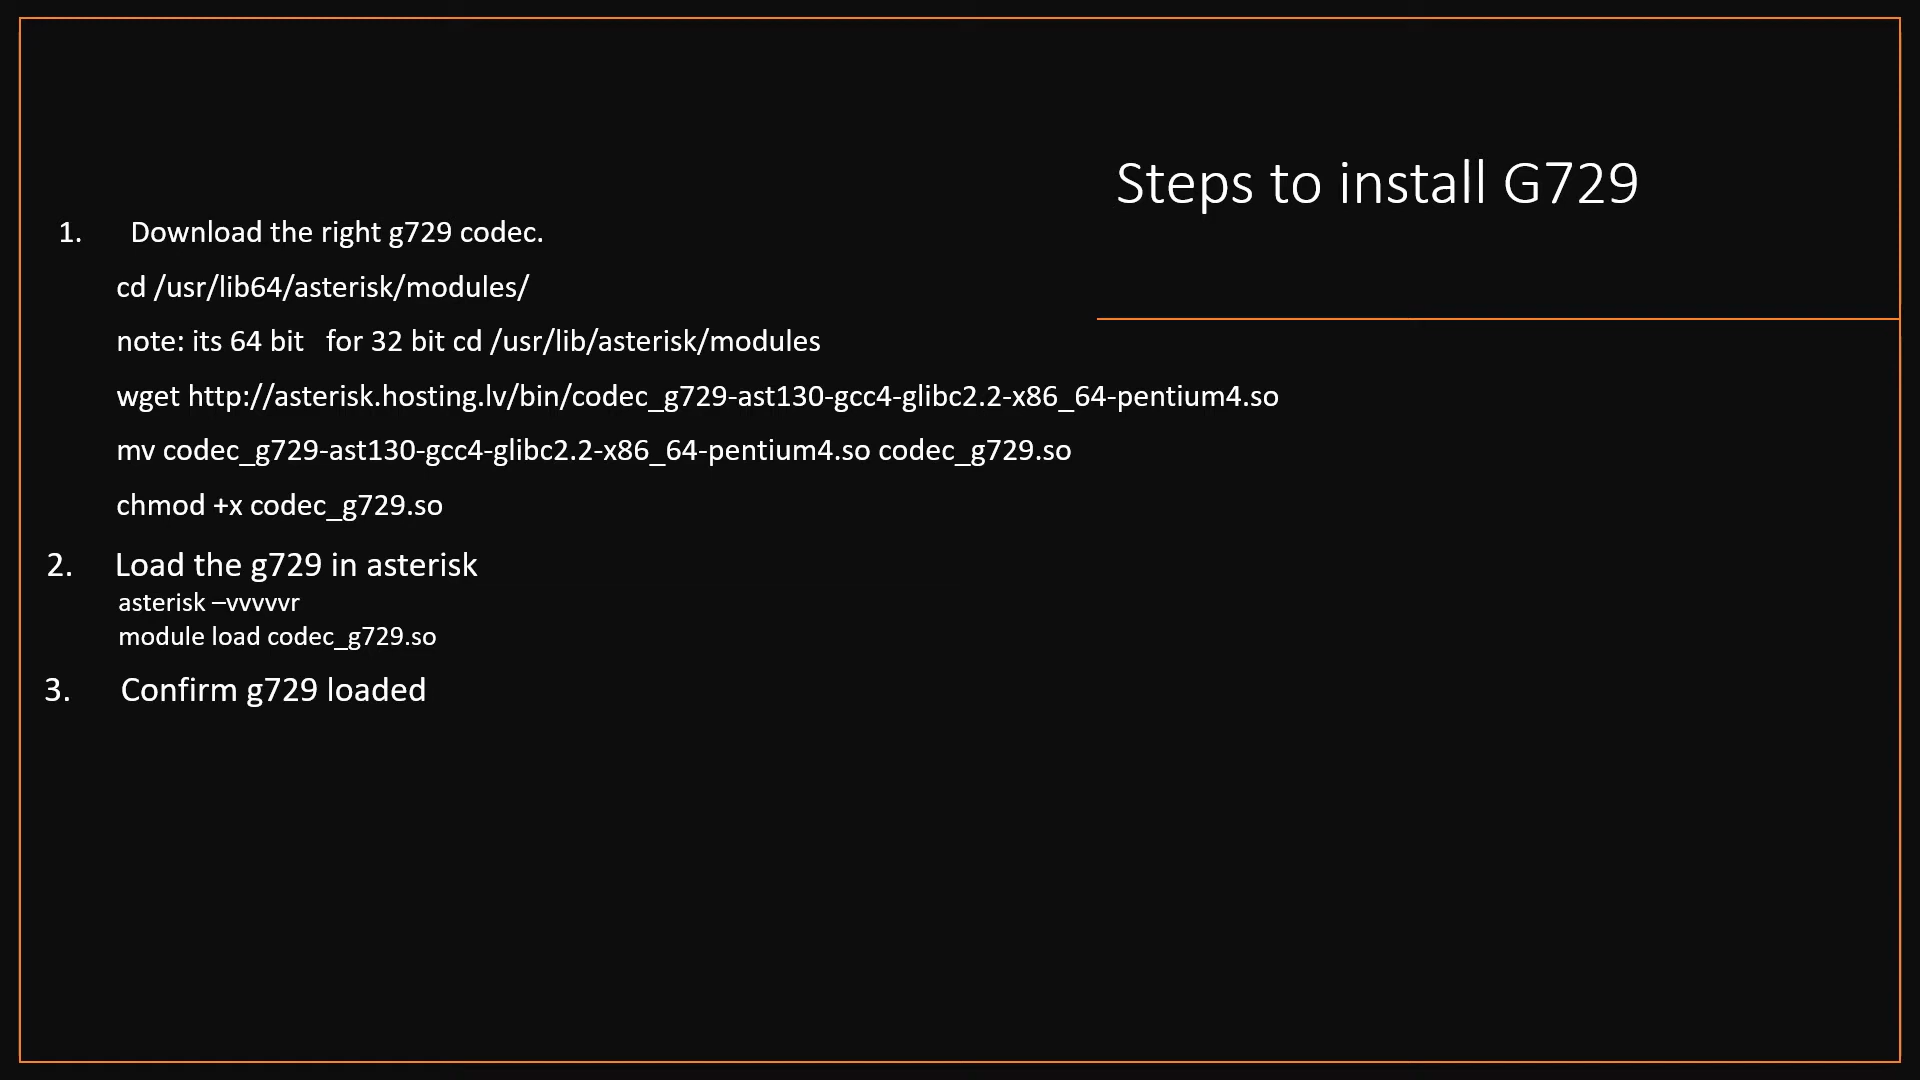 Steps to install G729
1. Download the right g729 codec.
cd /usr/lib64/asterisk/modules/
note: its 64 bit   for 32 bit cd /usr/lib/asterisk/modules
wget http://asterisk.hosting.lv/bin/codec_g729-ast130-gcc4-glibc2.2-x86_64-pentium4.so
mv codec_g729-ast130-gcc4-glibc2.2-x86_64-pentium4.so codec_g729.so
chmod +x codec_g729.so
2. Load the g729 in asterisk
asterisk –vvvvvr
module load codec_g729.so
3. Confirm g729 loaded